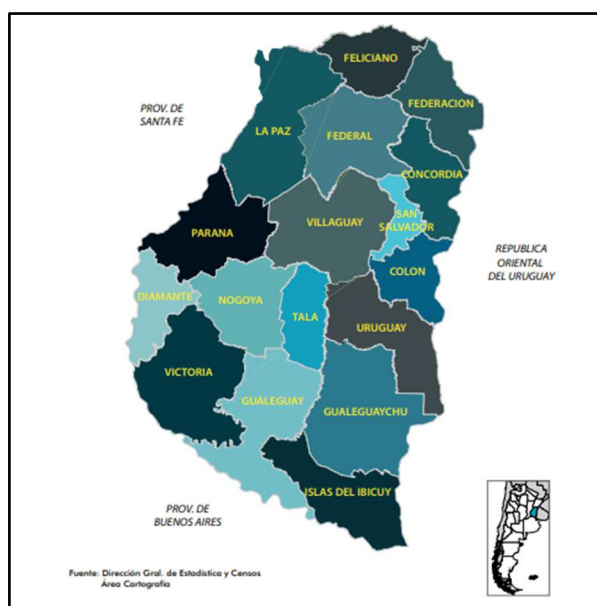 FELICIANO
PROV. DE
SANTA FE
FEDERACION
LA PAZ
FEDERAL
CONCORDIA
SAN
SALVADOR
VILLAGUAY
PARANA
REPUBLICA
ORIENTAL
DEL URUGUAY
COLON
DIAMANTE
NOGOYA
TALA
URUGUAY
VICTORIA
GUALEGUAY
GUALEGUAYCHU
ISLAS DEL IBICUY
PROV. DE
BUENOS AIRES
Fuente: Dirección Gral. de Estadística y Censos
Área Cartografía